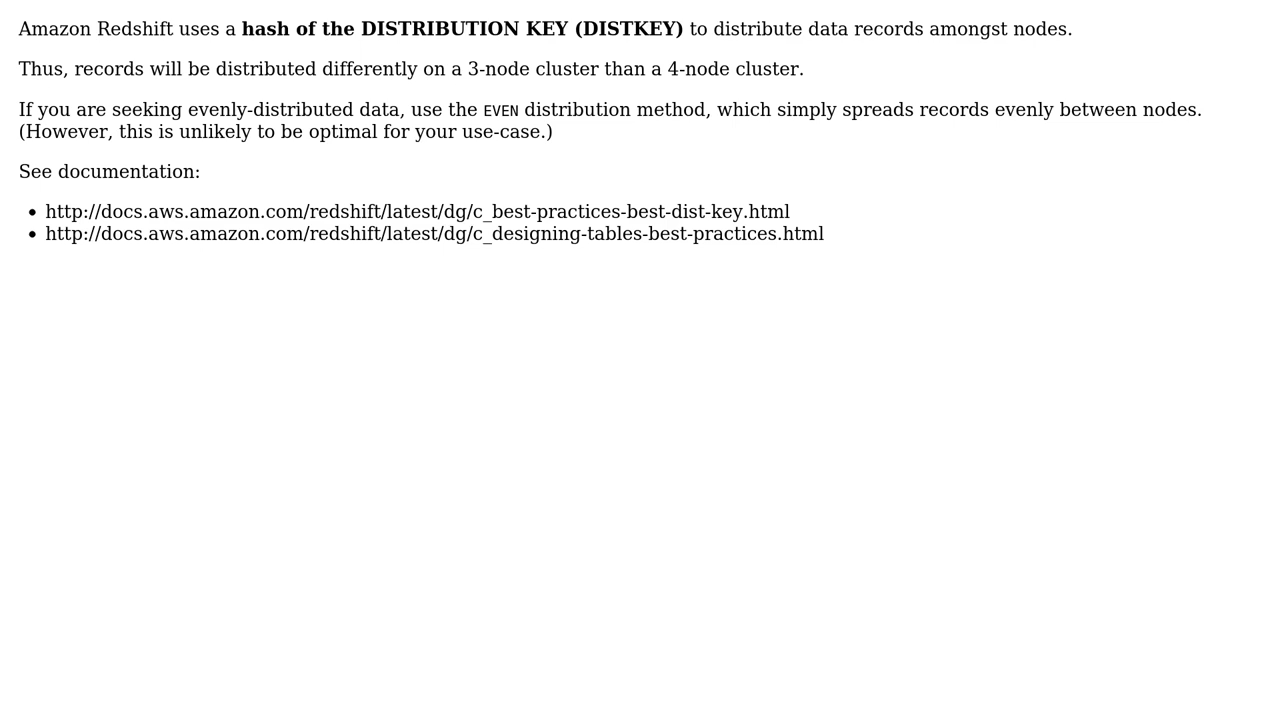 Amazon Redshift uses a hash of the DISTRIBUTION KEY (DISTKEY) to distribute data records amongst nodes.
Thus, records will be distributed differently on a 3-node cluster than a 4-node cluster.
If you are seeking evenly-distributed data, use the EVEN distribution method, which simply spreads records evenly between nodes.
(However, this is unlikely to be optimal for your use-case.)
See documentation:
• http://docs.aws.amazon.com/redshift/latest/dg/c_best-practices-best-dist-key.html
• http://docs.aws.amazon.com/redshift/latest/dg/c_designing-tables-best-practices.html